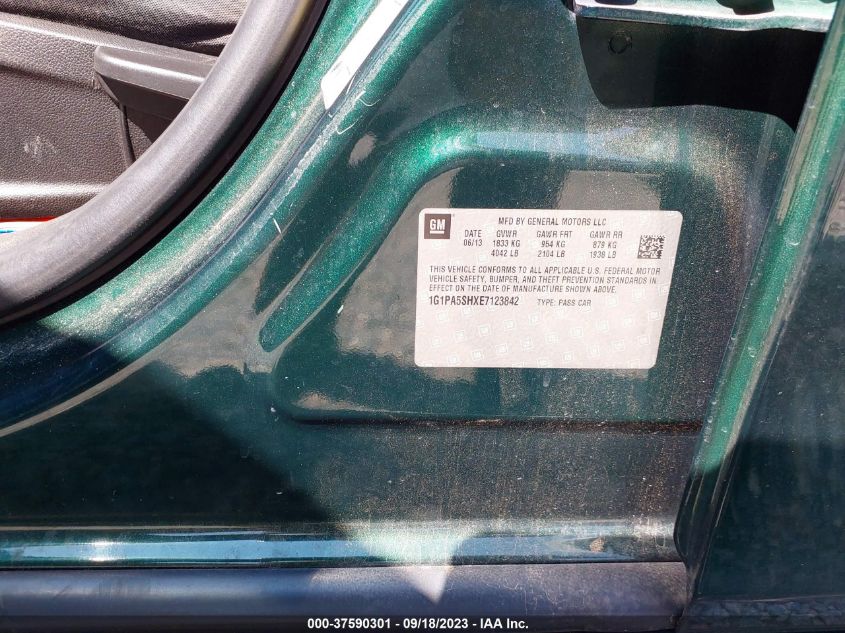 GM
MFD BY GENERAL MOTORS LLC
DATE GVWR GAWR FRT GAWR RR
06/13 1833 KG 954 KG 879 KG
4042 LB 2104 LB 1938 LB
THIS VEHICLE CONFORMS TO ALL APPLICABLE U.S. FEDERAL MOTOR
VEHICLE SAFETY, BUMPER, AND THEFT PREVENTION STANDARDS IN
EFFECT ON THE DATE OF MANUFACTURE SHOWN ABOVE.
1G1PA5SHXE7123842 TYPE: PASS CAR
000-37590301 - 09/18/2023 - IAA Inc.